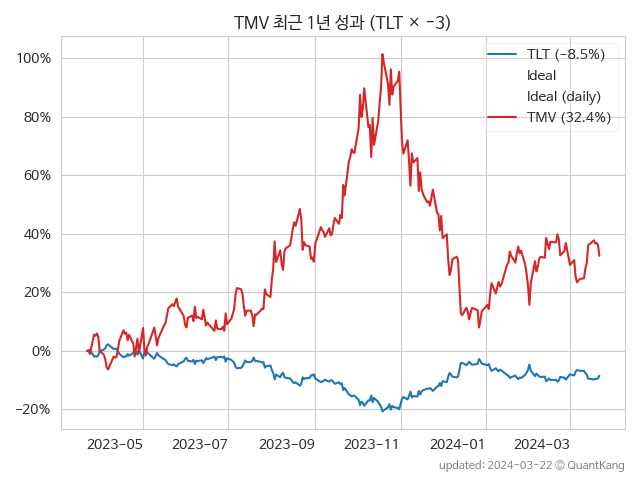 TMV 최근 1년 성과 (TLT × −3)
TLT (−8.5%)
Ideal
Ideal (daily)
TMV (32.4%)
100%
80%
60%
40%
20%
0%
−20%
2023−05
2023−07
2023−09
2023−11
2024−01
2024−03
updated: 2024−03−22 © QuantKang